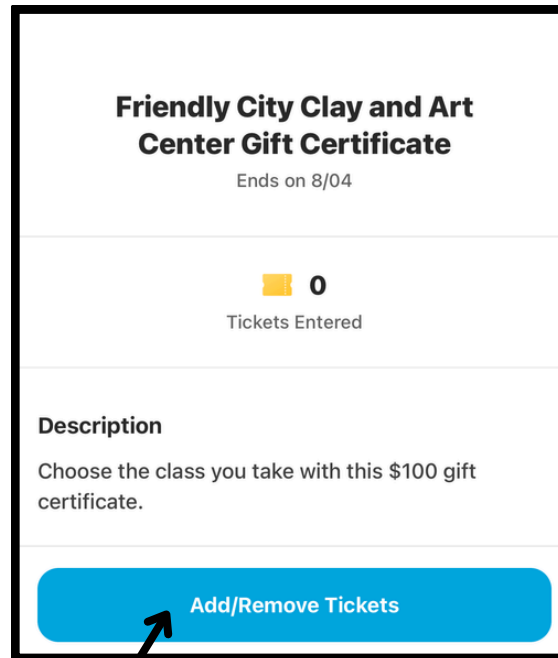 Friendly City Clay and Art
Center Gift Certificate
Ends on 8/04
0
Tickets Entered
Description
Choose the class you take with this $100 gift
certificate.
Add/Remove Tickets